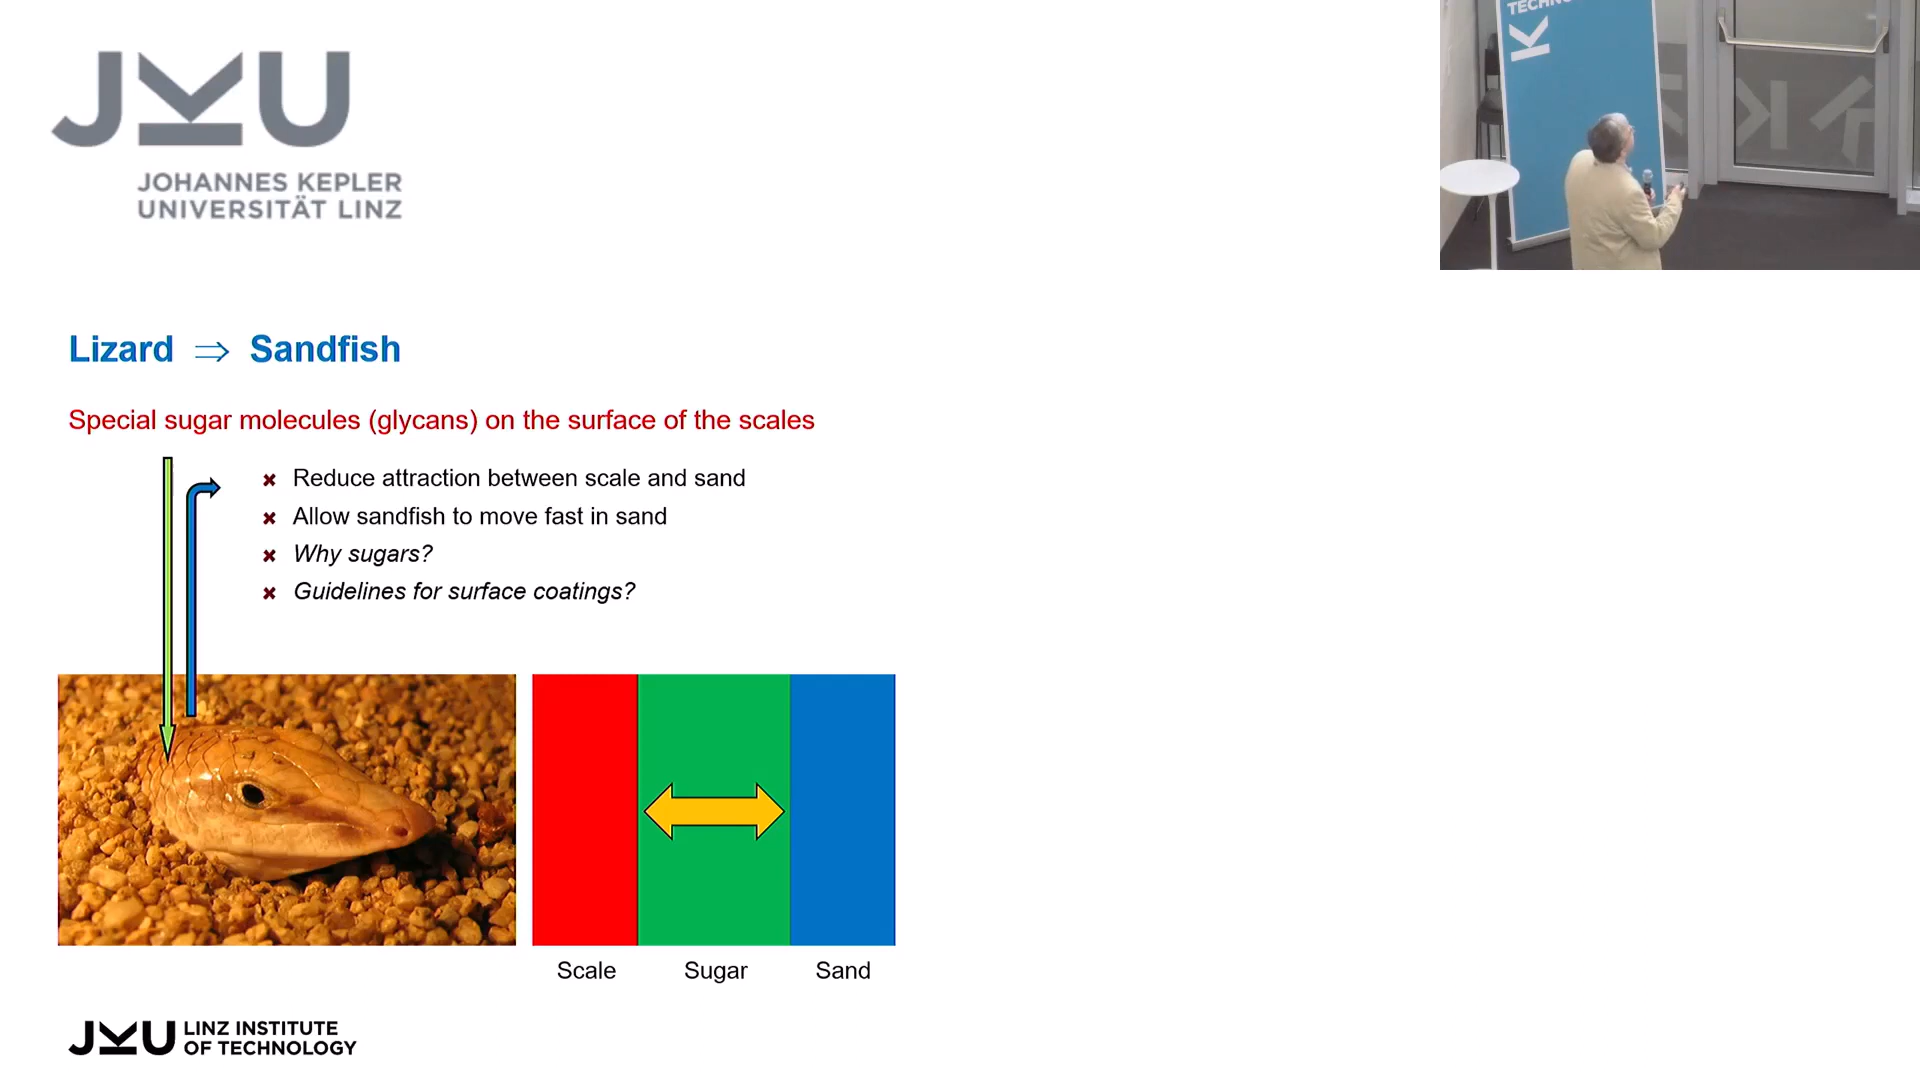 JKU
JOHANNES KEPLER
UNIVERSITÄT LINZ
Lizard ⇒ Sandfish
Special sugar molecules (glycans) on the surface of the scales
Reduce attraction between scale and sand
Allow sandfish to move fast in sand
Why sugars?
Guidelines for surface coatings?
Scale Sugar Sand
JKU LINZ INSTITUTE
OF TECHNOLOGY